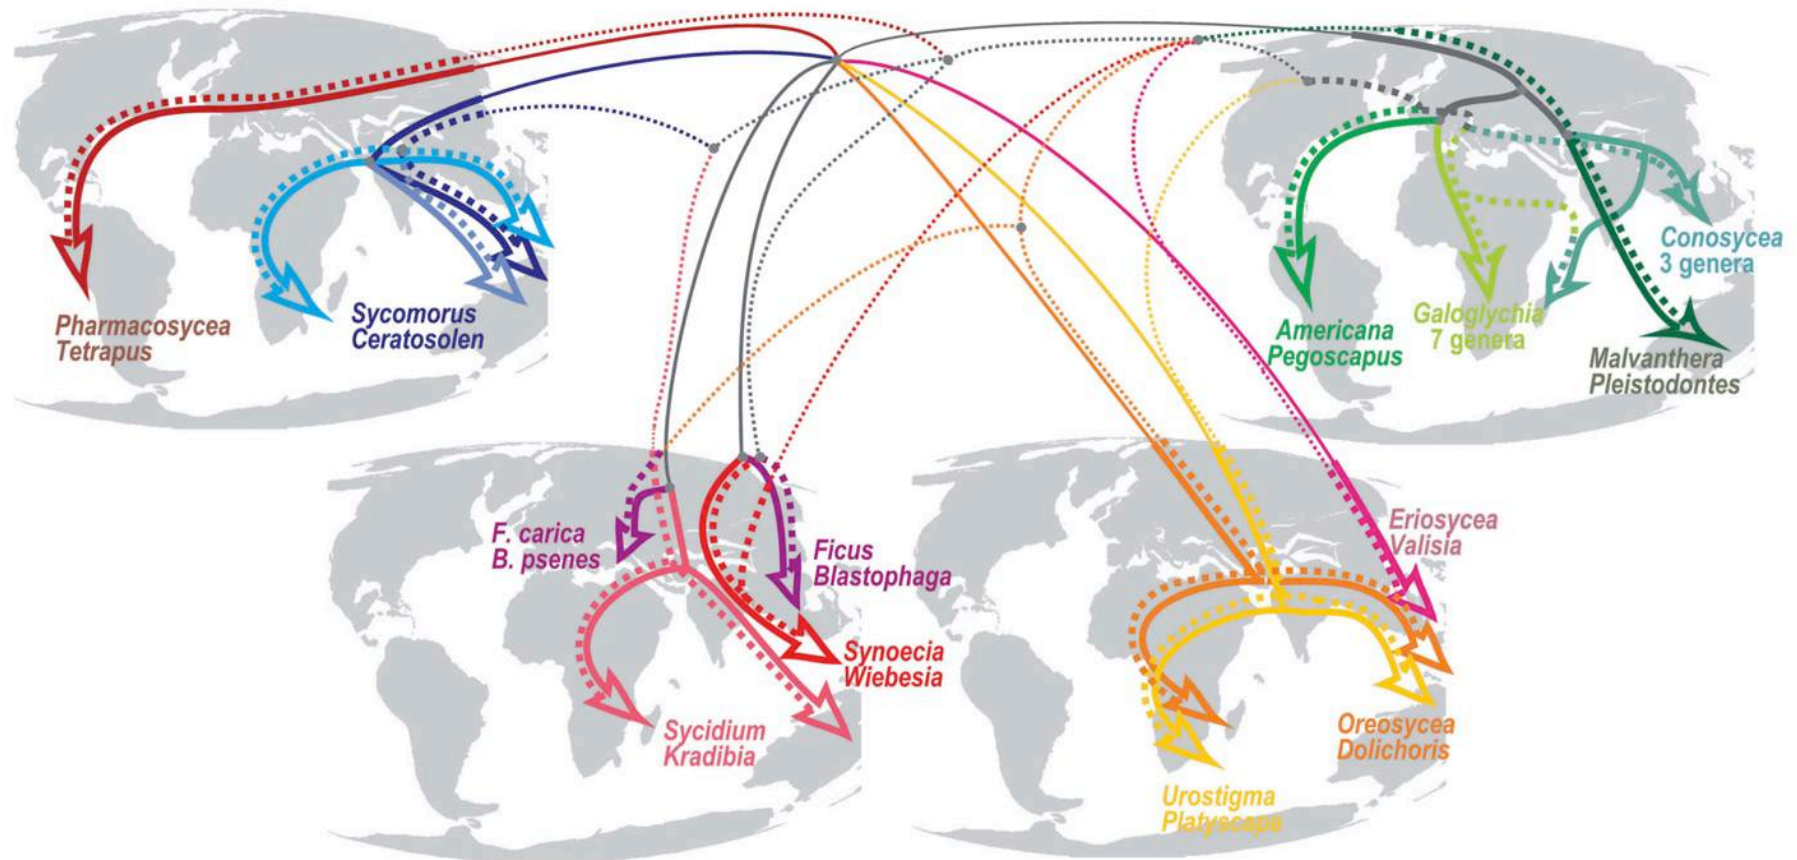 Pharmacosycea
Tetrapus
Sycomorus
Ceratosolen
Americana
Pegoscapus
Galoglychia
7 genera
Conosycea
3 genera
Malvanthera
Pleistodontes
F. carica
B. psenes
Ficus
Blastophaga
Synoecia
Wiebesia
Sycidium
Kradibia
Eriosycea
Valisia
Oreosycea
Dolichoris
Urostigma
Platyscapa